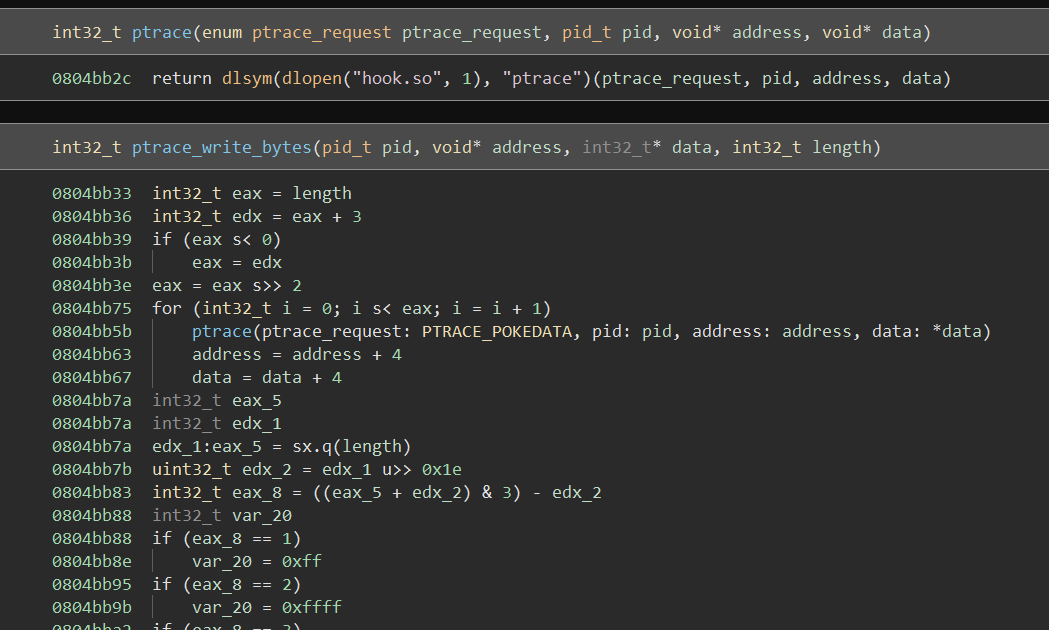 int32_t ptrace(enum ptrace_request ptrace_request, pid_t pid, void* address, void* data)
0804bb2c return dlsym(dlopen("hook.so", 1), "ptrace")(ptrace_request, pid, address, data)
int32_t ptrace_write_bytes(pid_t pid, void* address, int32_t* data, int32_t length)
0804bb33 int32_t eax = length
0804bb36 int32_t edx = eax + 3
0804bb39 if (eax s< 0)
0804bb3b eax = edx
0804bb3e eax = eax s>> 2
0804bb75 for (int32_t i = 0; i s< eax; i = i + 1)
0804bb5b ptrace(ptrace_request: PTRACE_POKEDATA, pid: pid, address: address, data: *data)
0804bb63 address = address + 4
0804bb67 data = data + 4
0804bb7a int32_t eax_5
0804bb7a int32_t edx_1
0804bb7a edx_1:eax_5 = sx.q(length)
0804bb7b uint32_t edx_2 = edx_1 u>> 0x1e
0804bb83 int32_t eax_8 = ((eax_5 + edx_2) & 3) - edx_2
0804bb88 int32_t var_20
0804bb88 if (eax_8 == 1)
0804bb8e var_20 = 0xff
0804bb95 if (eax_8 == 2)
0804bb9b var_20 = 0xffff
0804bba2 if (eax_8 == 3)